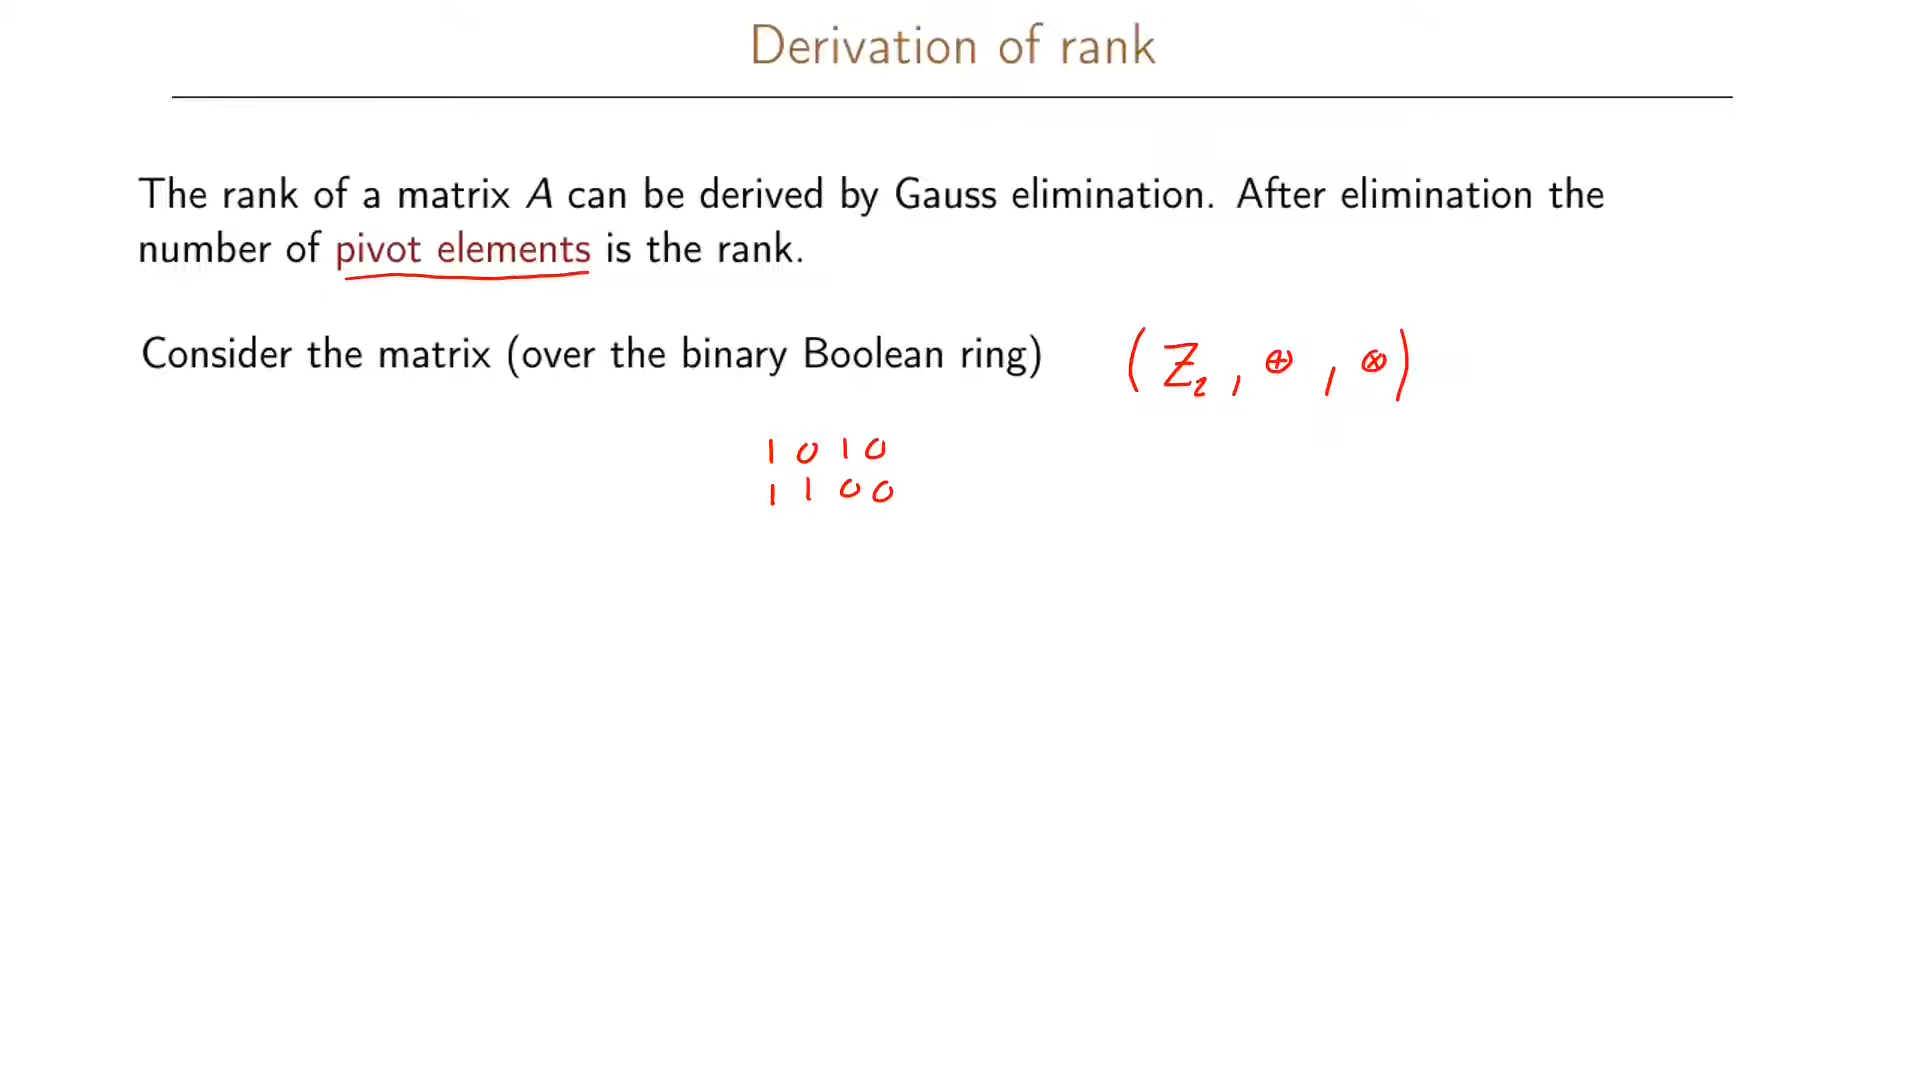 Derivation of rank
The rank of a matrix A can be derived by Gauss elimination. After elimination the
number of pivot elements is the rank.
Consider the matrix (over the binary Boolean ring) (Z₂, ⊕, ⊗)
1 0 1 0
1 1 0 0